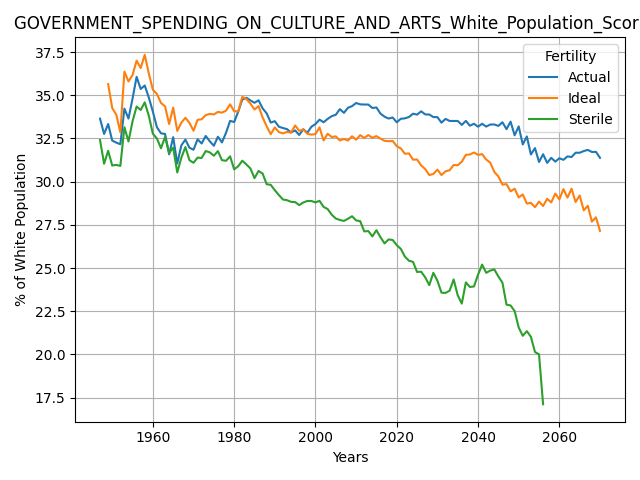 GOVERNMENT_SPENDING_ON_CULTURE_AND_ARTS_White_Population_Scor
Fertility
Actual
Ideal
Sterile
% of White Population
37.5
35.0
32.5
30.0
27.5
25.0
22.5
20.0
17.5
1960 1980 2000 2020 2040 2060
Years